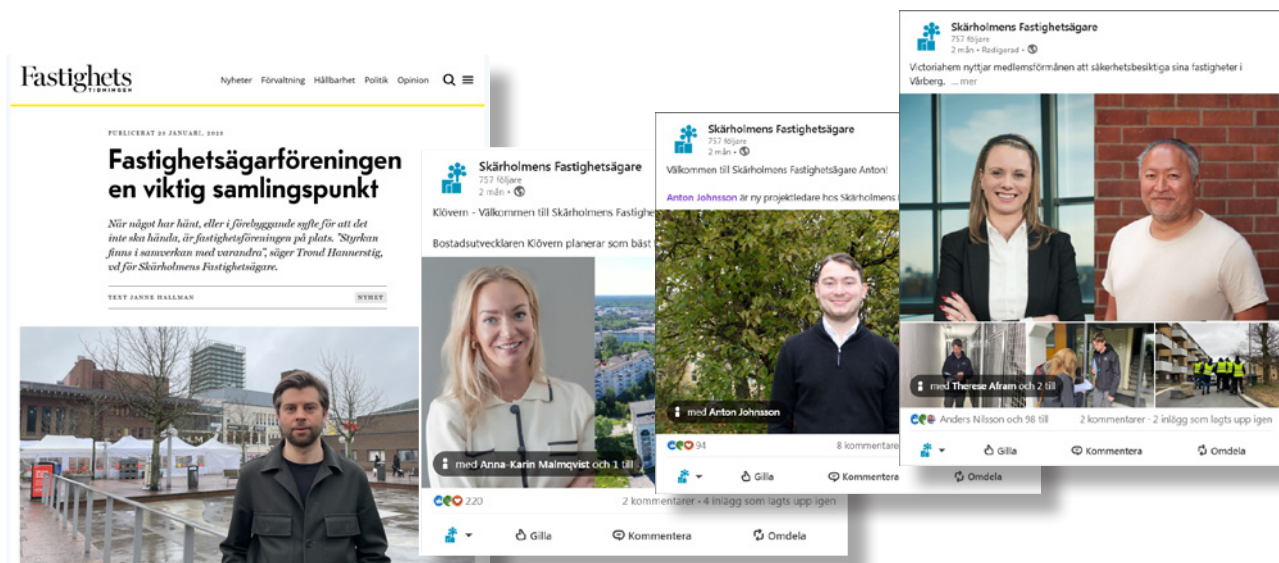 Fastighets
TIDNINGEN
Nyheter Förvaltning Hållbarhet Politik Opinion
PUBLICERAT 23 JANUARI, 2025
Fastighetsägarföreningen
en viktig samlingspunkt
När något har hänt, eller i förebyggande syfte för att det
inte ska hända, är fastighetsföreningen på plats. "Styrkan
finns i samverkan med varandra", säger Trond Hannerstig,
vd för Skärholmens Fastighetsägare.
TEXT JANNE HALLMAN
NYHET
Skärholmens Fastighetsägare
757 följare
2 mån •
Klövern - Välkommen till Skärholmens Fastighe
Bostadsutvecklaren Klövern planerar som bäst
med Anna-Karin Malmqvist och 1 till
220
2 kommentarer • 4 inlägg som lagts upp igen
Gilla
Kommentera
Omdela
Skärholmens Fastighetsägare
757 följare
2 mån •
Välkommen till Skärholmens Fastighetsägare Anton!
Anton Johnsson är ny projektledare hos Skärholmens
med Anton Johnsson
94
8 kommentare
Gilla
Kommentera
Omdela
Skärholmens Fastighetsägare
757 följare
2 mån • Redigerad •
Victoriahem nyttjar medlemsförmånen att säkerhetsbesiktiga sina fastigheter i
Vårberg. ... mer
med Therese Afram och 2 till
Anders Nilsson och 98 till
2 kommentarer • 2 inlägg som lagts upp igen
Gilla
Kommentera
Omdela